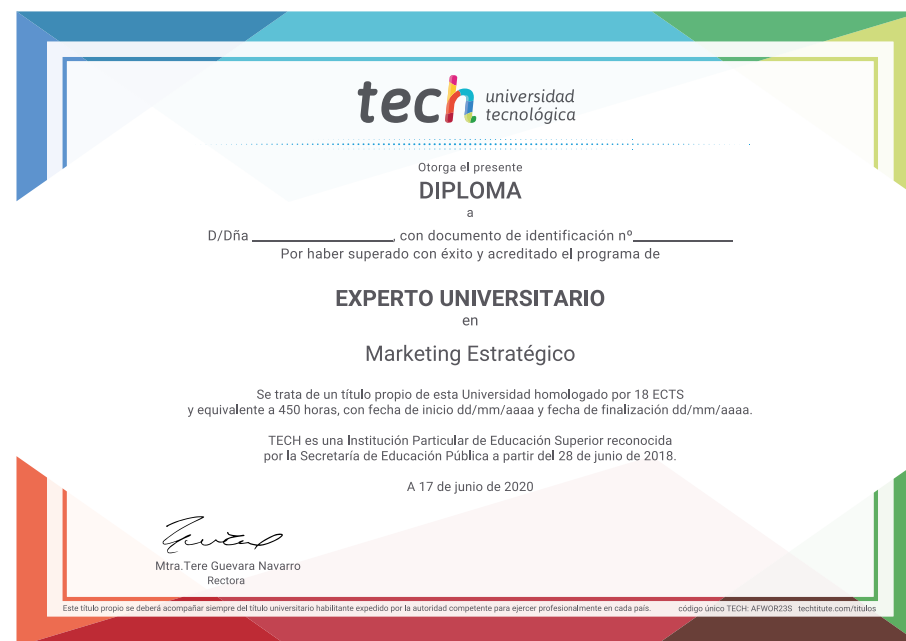 tech universidad
tecnológica
Otorga el presente
DIPLOMA
a
D/Dña ____________, con documento de identificación nº____________
Por haber superado con éxito y acreditado el programa de
EXPERTO UNIVERSITARIO
en
Marketing Estratégico
Se trata de un título propio de esta Universidad homologado por 18 ECTS
y equivalente a 450 horas, con fecha de inicio dd/mm/aaaa y fecha de finalización dd/mm/aaaa.
TECH es una Institución Particular de Educación Superior reconocida
por la Secretaría de Educación Pública a partir del 28 de junio de 2018.
A 17 de junio de 2020
Mtra.Tere Guevara Navarro
Rectora
Este título propio se deberá acompañar siempre del título universitario habilitante expedido por la autoridad competente para ejercer profesionalmente en cada país. código único TECH: AFWOR23S techtitute.com/titulos